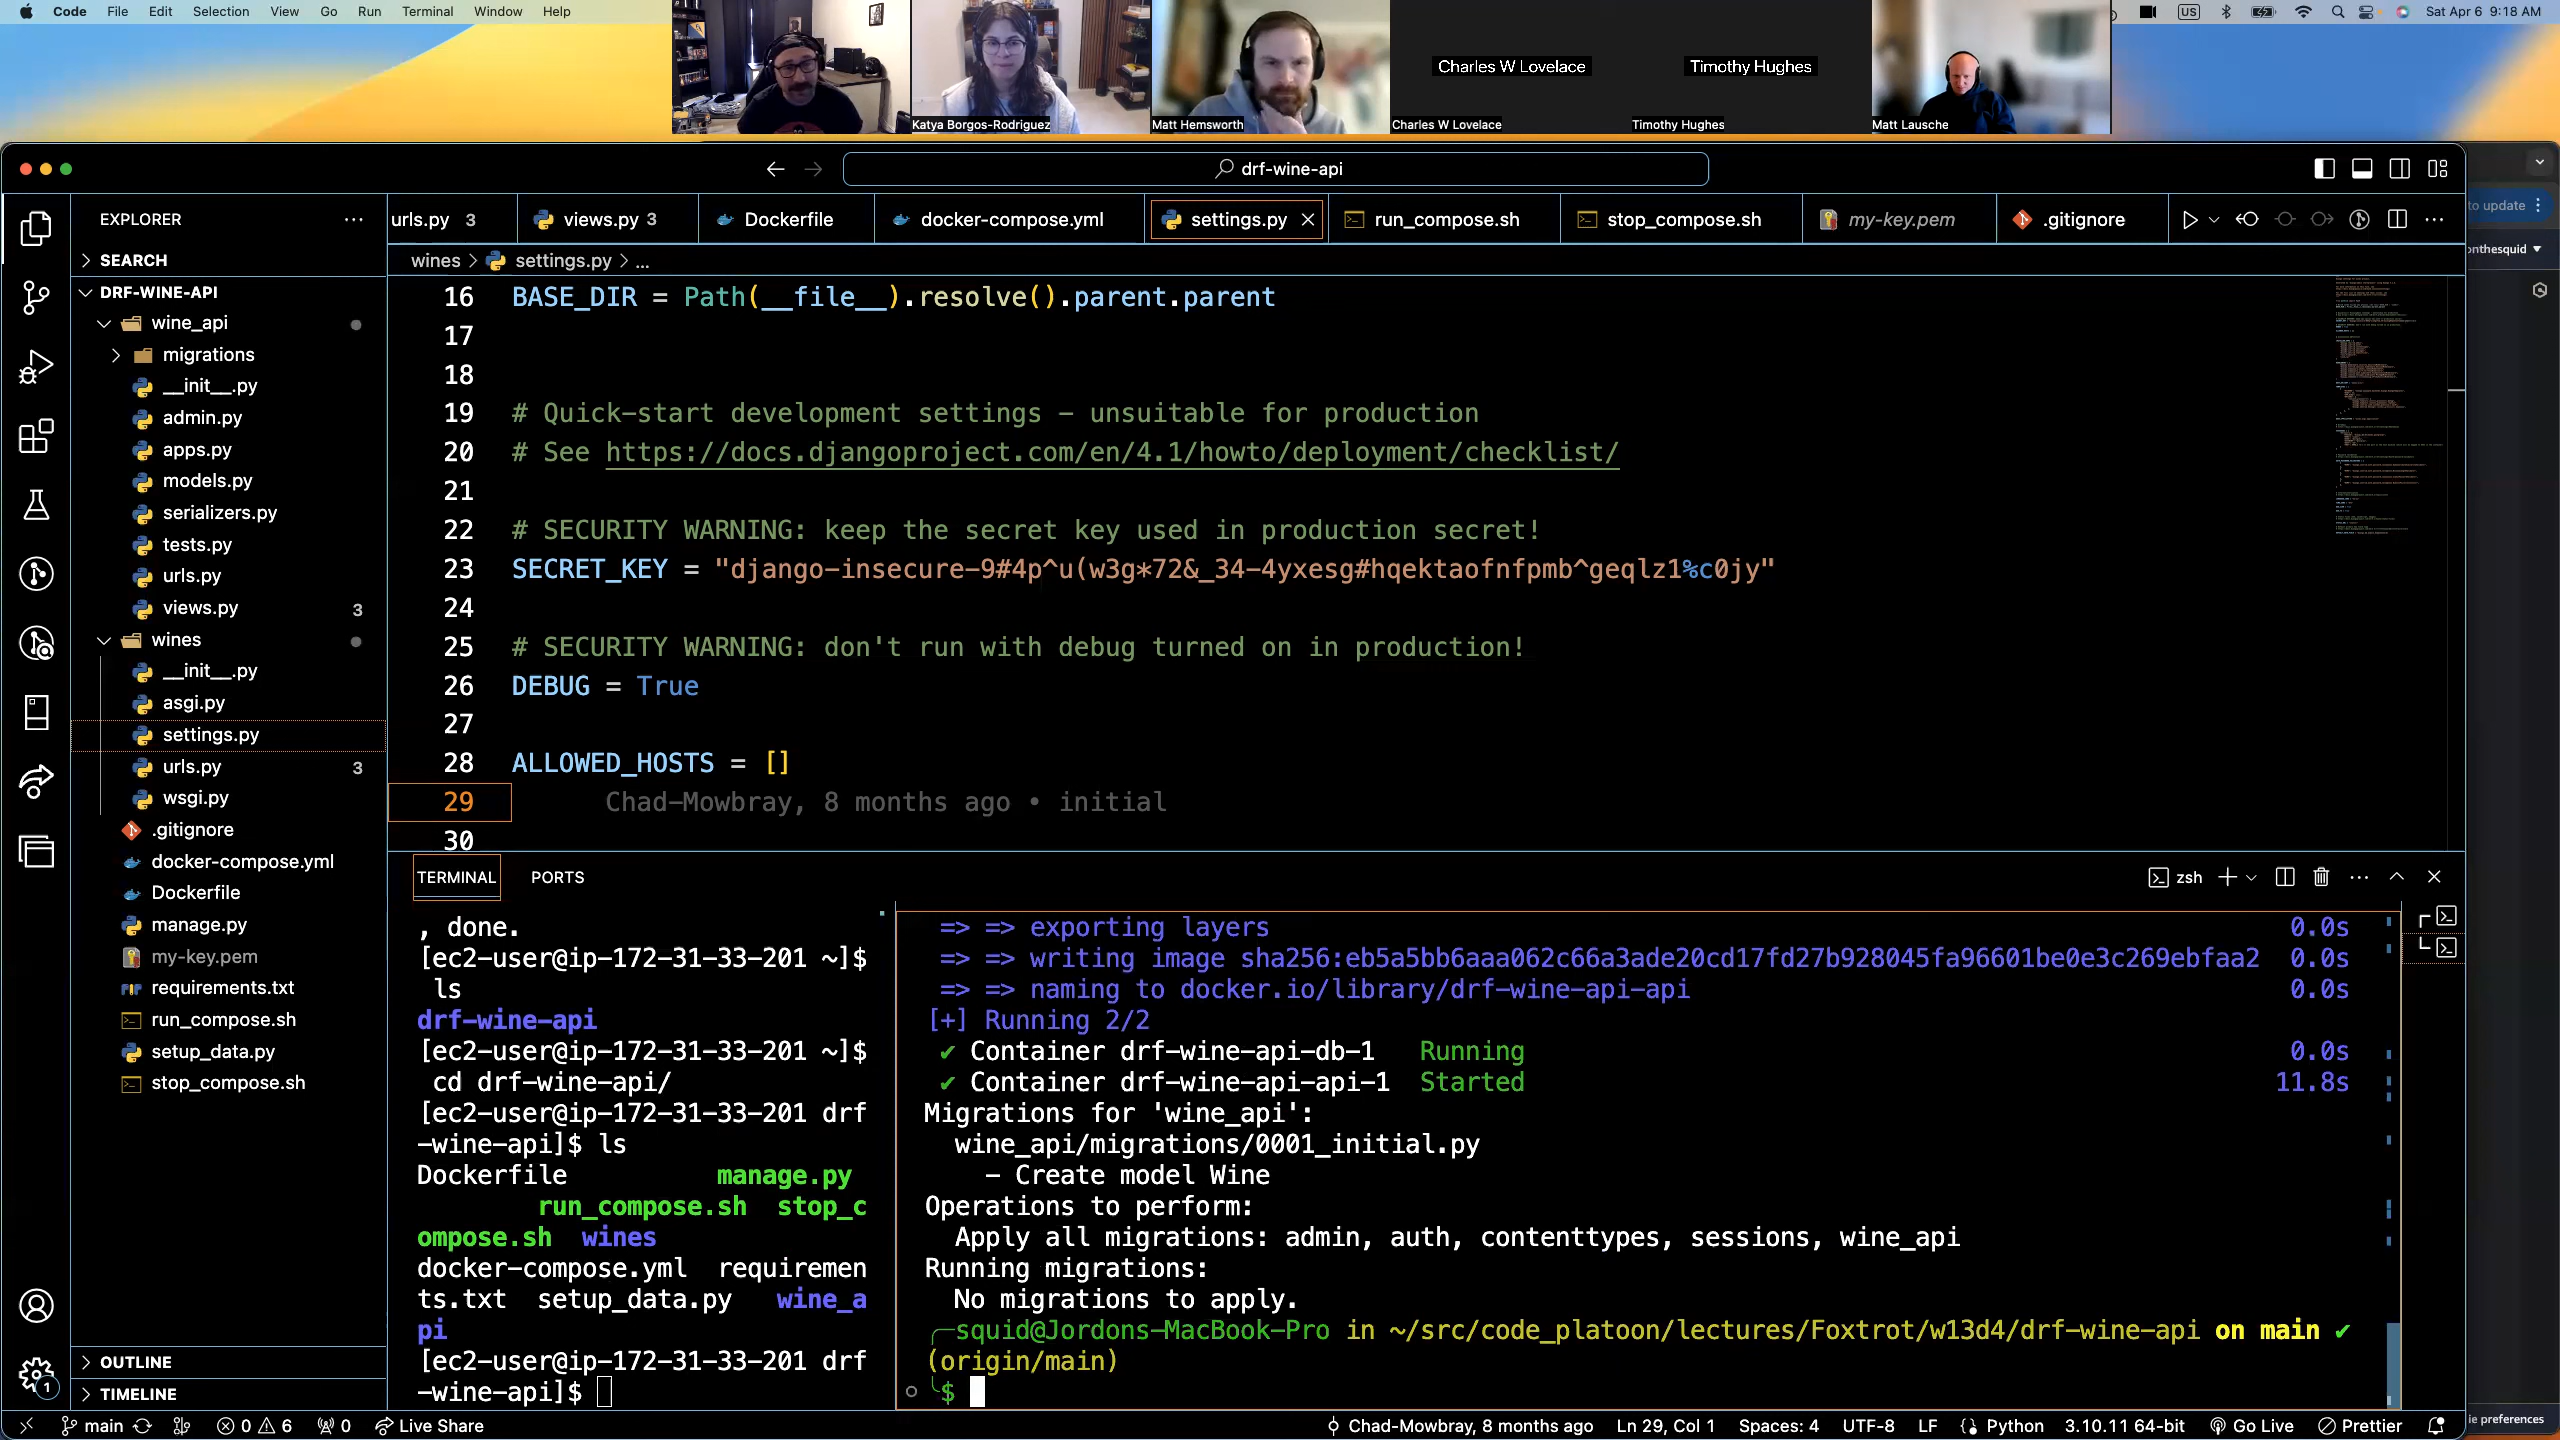 Code File Edit Selection View Go Run Terminal Window Help
US Sat Apr 6 9:18 AM
Charles W Lovelace
Timothy Hughes
Katya Borgos-Rodriguez
Matt Hemsworth
Charles W Lovelace
Timothy Hughes
Matt Lausche
drf-wine-api
to update
onthesquid
EXPLORER
urls.py 3 views.py 3 Dockerfile docker-compose.yml settings.py run_compose.sh stop_compose.sh my-key.pem .gitignore
wines > settings.py > ...
SEARCH
DRF-WINE-API
wine_api
migrations
__init__.py
admin.py
apps.py
models.py
serializers.py
tests.py
urls.py
views.py 3
wines
__init__.py
asgi.py
settings.py
urls.py 3
wsgi.py
.gitignore
docker-compose.yml
Dockerfile
manage.py
my-key.pem
requirements.txt
run_compose.sh
setup_data.py
stop_compose.sh
OUTLINE
TIMELINE
1
16 BASE_DIR = Path(__file__).resolve().parent.parent
17
18
19 # Quick-start development settings - unsuitable for production
20 # See https://docs.djangoproject.com/en/4.1/howto/deployment/checklist/
21
22 # SECURITY WARNING: keep the secret key used in production secret!
23 SECRET_KEY = "django-insecure-9#4p^u(w3g*72&_34-4yxesg#hqektaofnfpmb^geqlz1%c0jy"
24
25 # SECURITY WARNING: don't run with debug turned on in production!
26 DEBUG = True
27
28 ALLOWED_HOSTS = []
29 Chad-Mowbray, 8 months ago • initial
30
TERMINAL PORTS
zsh
, done.
[ec2-user@ip-172-31-33-201 ~]$
ls
drf-wine-api
[ec2-user@ip-172-31-33-201 ~]$
cd drf-wine-api/
[ec2-user@ip-172-31-33-201 drf
-wine-api]$ ls
Dockerfile manage.py
run_compose.sh stop_c
ompose.sh wines
docker-compose.yml requiremen
ts.txt setup_data.py wine_a
pi
[ec2-user@ip-172-31-33-201 drf
-wine-api]$
=> => exporting layers 0.0s
=> => writing image sha256:eb5a5bb6aaa062c66a3ade20cd17fd27b928045fa96601be0e3c269ebfaa2 0.0s
=> => naming to docker.io/library/drf-wine-api-api 0.0s
[+] Running 2/2
✔ Container drf-wine-api-db-1 Running 0.0s
✔ Container drf-wine-api-api-1 Started 11.8s
Migrations for 'wine_api':
wine_api/migrations/0001_initial.py
- Create model Wine
Operations to perform:
Apply all migrations: admin, auth, contenttypes, sessions, wine_api
Running migrations:
No migrations to apply.
squid@Jordons-MacBook-Pro in ~/src/code_platoon/lectures/Foxtrot/w13d4/drf-wine-api on main ✔
(origin/main)
$
main 0 6 0 Live Share
Chad-Mowbray, 8 months ago Ln 29, Col 1 Spaces: 4 UTF-8 LF Python 3.10.11 64-bit Go Live Prettier
ie preferences